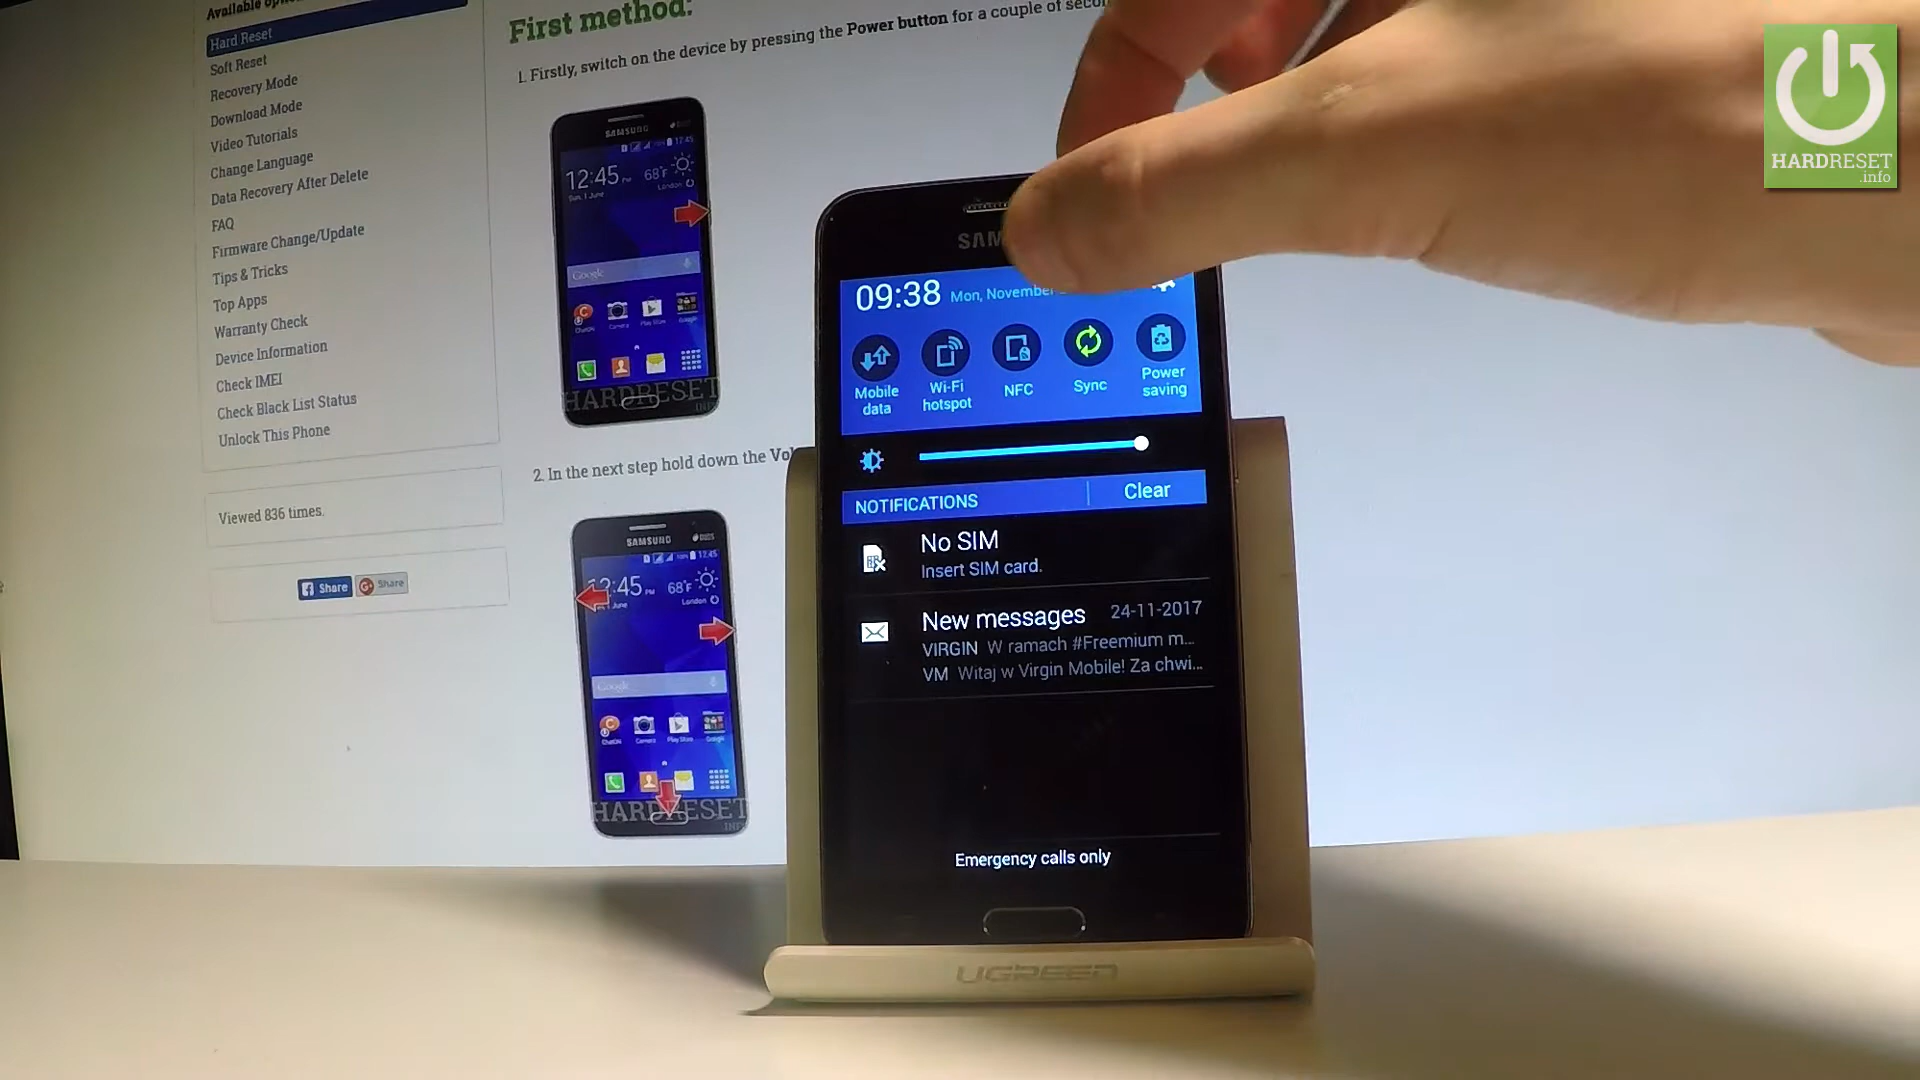 Hard Reset
Soft Reset
Recovery Mode
Download Mode
Video Tutorials
Change Language
Data Recovery After Delete
FAQ
Firmware Change/Update
Tips & Tricks
Top Apps
Warranty Check
Device Information
Check IMEI
Check Black List Status
Unlock This Phone
Viewed 836 times.
Share
Share
First method:
1. Firstly, switch on the device by pressing the Power button for a couple of
SAMSUNG
12:45
68°F
London
Google
HARDRESET
2. In the next step hold down the
SAMSUNG
12:45
68°F
London
Google
HARDRESET
09:38 Mon, November
Mobile data
Wi-Fi hotspot
NFC
Sync
Power saving
NOTIFICATIONS
Clear
No SIM
Insert SIM card.
New messages 24-11-2017
VIRGIN W ramach #Freemium m...
VM Witaj w Virgin Mobile! Za chwi...
Emergency calls only
UGREEN
HARDRESET
.info